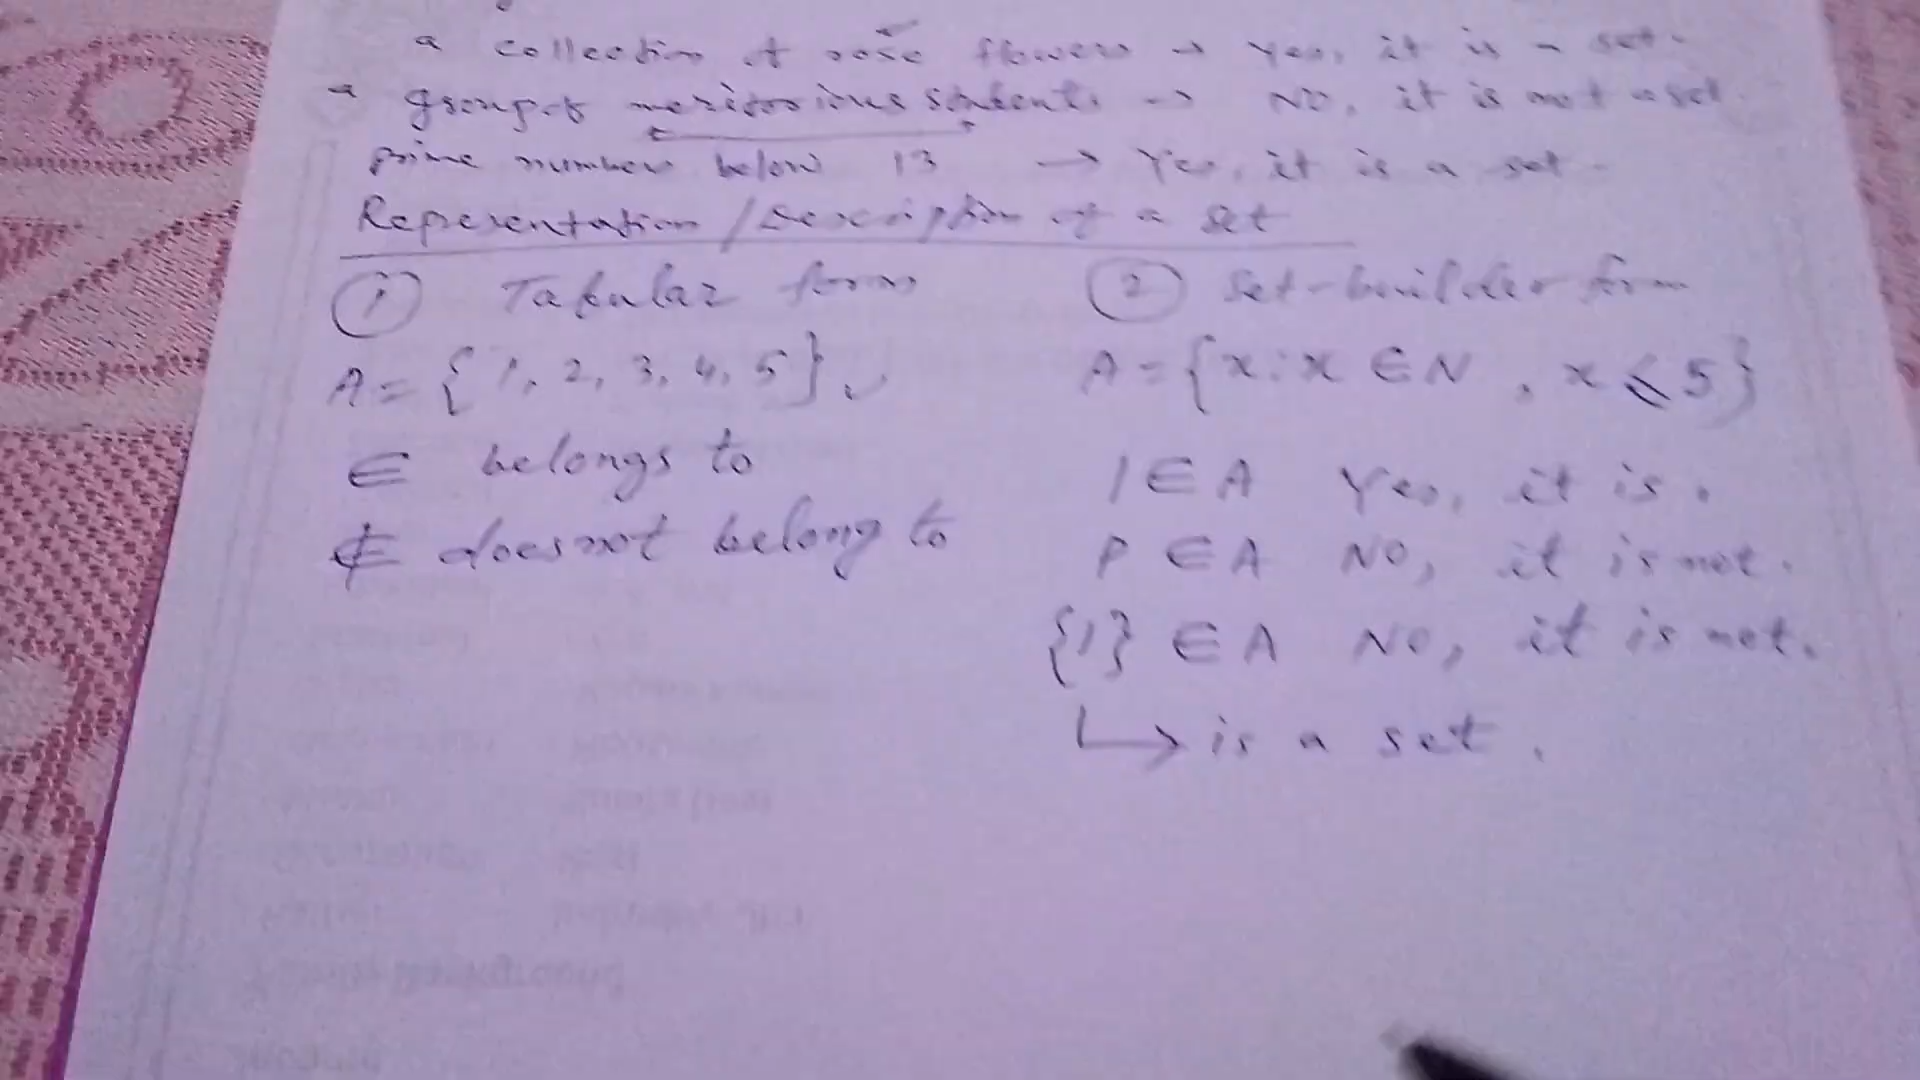 a collection of rose flowers → Yes, it is a set.
a group of meritorious students → NO, it is not a set.
prime numbers below 13 → Yes, it is a set.
Representation / Description of a set
① Tabular form
A = { 1, 2, 3, 4, 5 }
∈ belongs to
∉ does not belong to
② Set-builder form
A = { x : x ∈ N , x ⩽ 5 }
1 ∈ A Yes, it is.
P ∈ A NO, it is not.
{1} ∈ A NO, it is not.
↳ is a set.